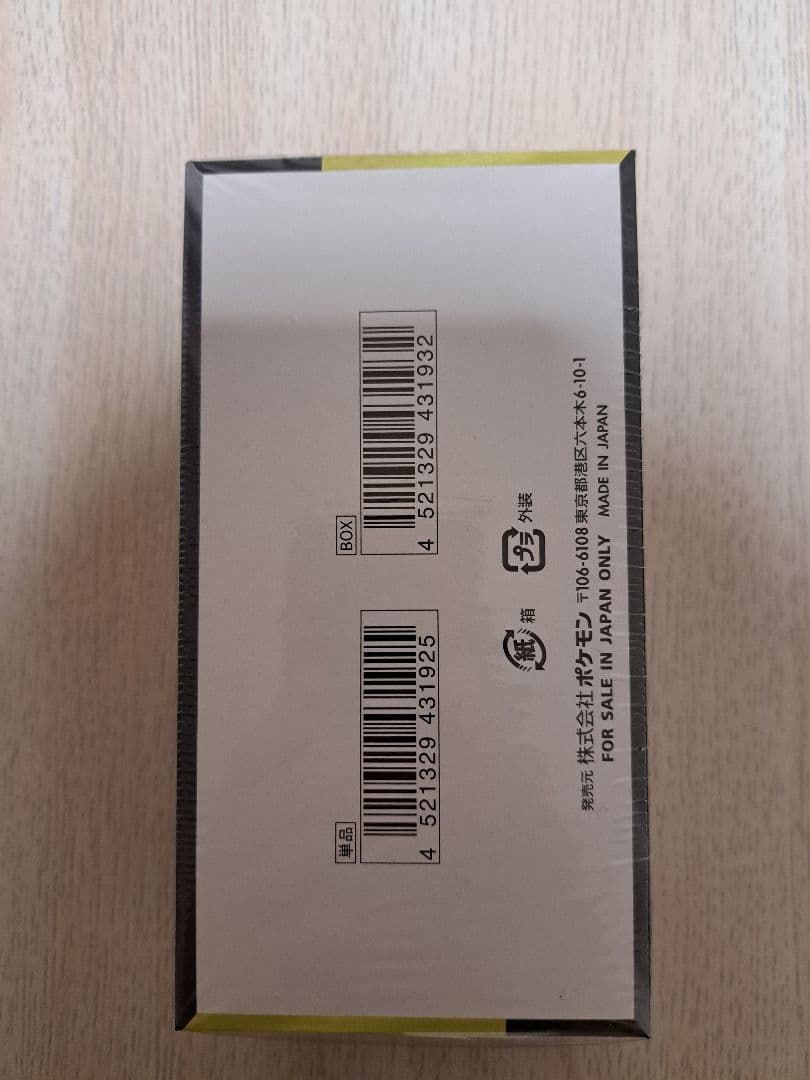 単品
4 521329 431925
BOX
4 521329 431932
紙 箱
プラ 外装
発売元 株式会社 ポケモン 〒106-6108 東京都港区六本木6-10-1
FOR SALE IN JAPAN ONLY MADE IN JAPAN